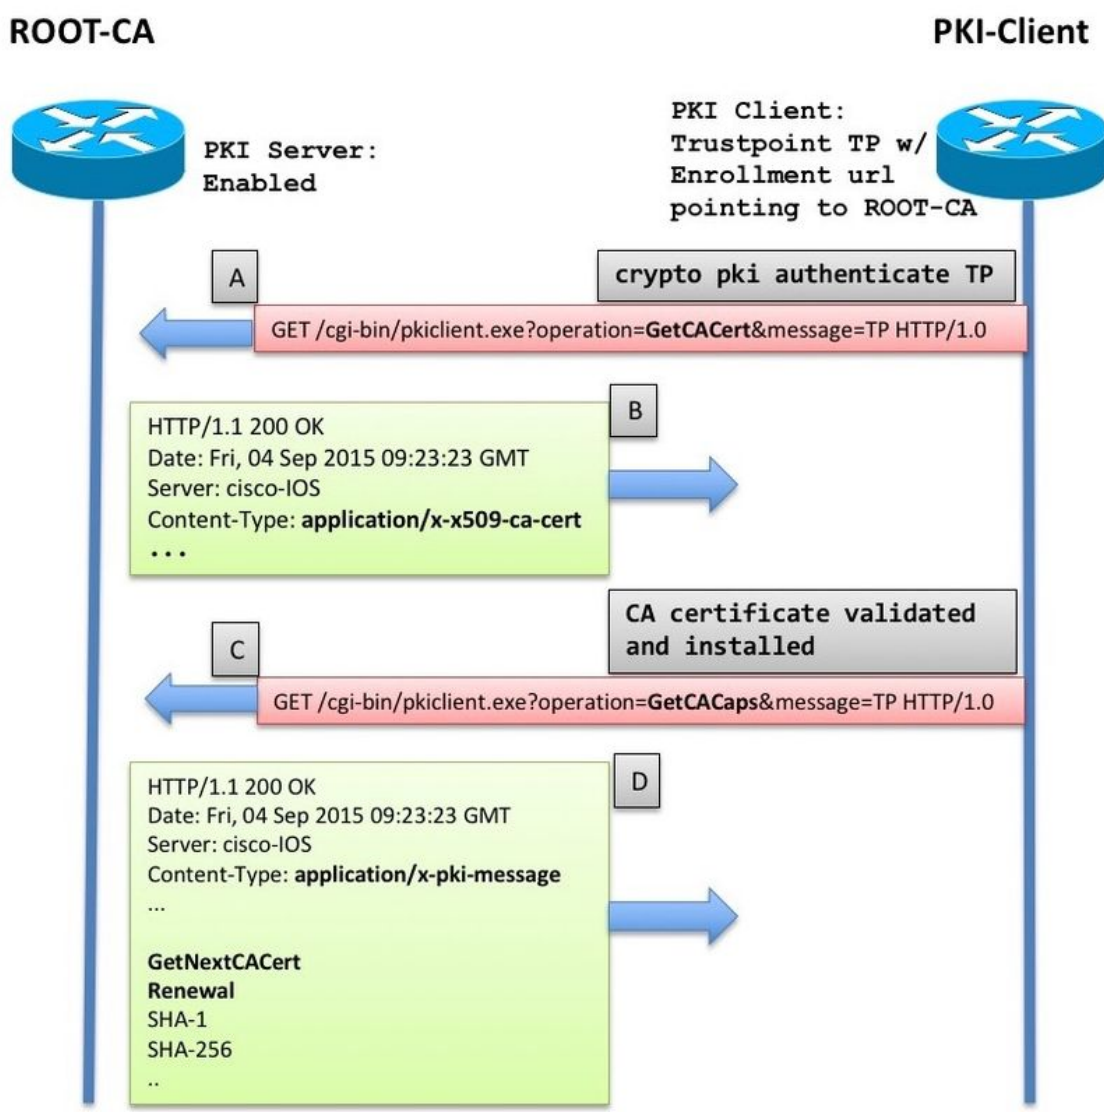 ROOT-CA
PKI-Client
PKI Server:
Enabled
PKI Client:
Trustpoint TP w/
Enrollment url
pointing to ROOT-CA
A
crypto pki authenticate TP
GET /cgi-bin/pkiclient.exe?operation=GetCACert&message=TP HTTP/1.0
B
HTTP/1.1 200 OK
Date: Fri, 04 Sep 2015 09:23:23 GMT
Server: cisco-IOS
Content-Type: application/x-x509-ca-cert
...
CA certificate validated
and installed
C
GET /cgi-bin/pkiclient.exe?operation=GetCACaps&message=TP HTTP/1.0
D
HTTP/1.1 200 OK
Date: Fri, 04 Sep 2015 09:23:23 GMT
Server: cisco-IOS
Content-Type: application/x-pki-message
...
GetNextCACert
Renewal
SHA-1
SHA-256
..